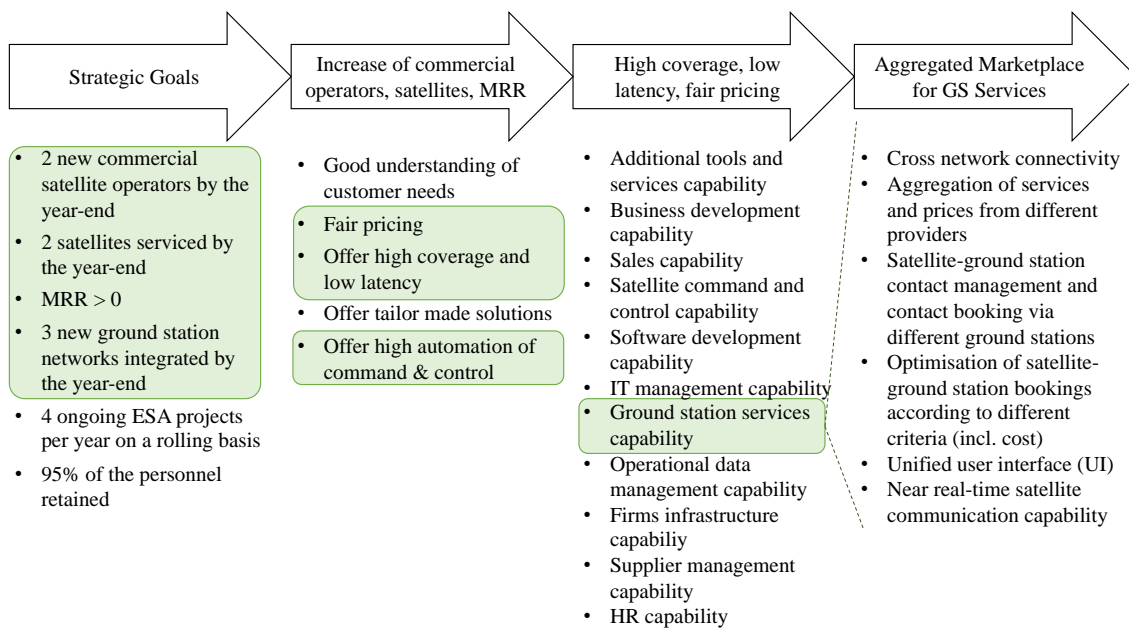 Strategic Goals
Increase of commercial
operators, satellites, MRR
High coverage, low
latency, fair pricing
Aggregated Marketplace
for GS Services
• 2 new commercial
satellite operators by the
year-end
• 2 satellites serviced by
the year-end
• MRR > 0
• 3 new ground station
networks integrated by
the year-end
• 4 ongoing ESA projects
per year on a rolling basis
• 95% of the personnel
retained
• Good understanding of
customer needs
• Fair pricing
• Offer high coverage and
low latency
• Offer tailor made solutions
• Offer high automation of
command & control
• Additional tools and
services capability
• Business development
capability
• Sales capability
• Satellite command and
control capability
• Software development
capability
• IT management capability
• Ground station services
capability
• Operational data
management capability
• Firms infrastructure
capabiliy
• Supplier management
capability
• HR capability
• Cross network connectivity
• Aggregation of services
and prices from different
providers
• Satellite-ground station
contact management and
contact booking via
different ground stations
• Optimisation of satellite-
ground station bookings
according to different
criteria (incl. cost)
• Unified user interface (UI)
• Near real-time satellite
communication capability